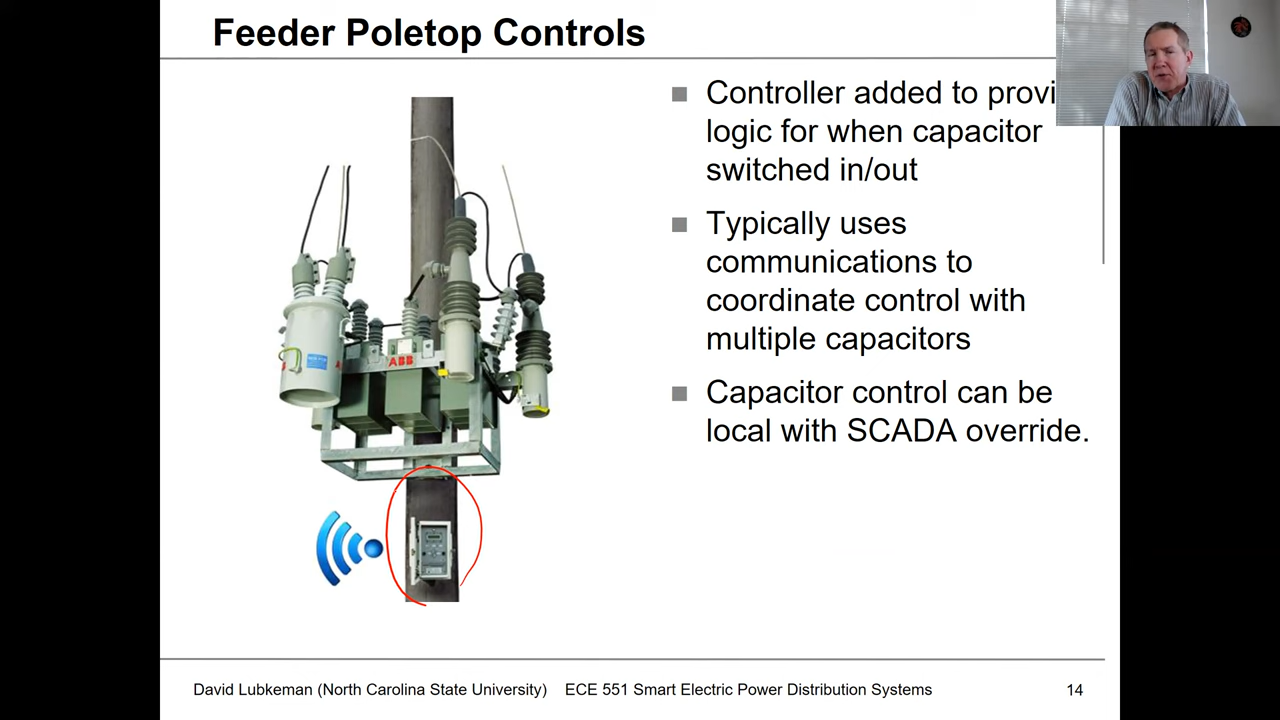 Feeder Poletop Controls
Controller added to provi
logic for when capacitor
switched in/out
Typically uses
communications to
coordinate control with
multiple capacitors
Capacitor control can be
local with SCADA override.
ABB
David Lubkeman (North Carolina State University) ECE 551 Smart Electric Power Distribution Systems 14